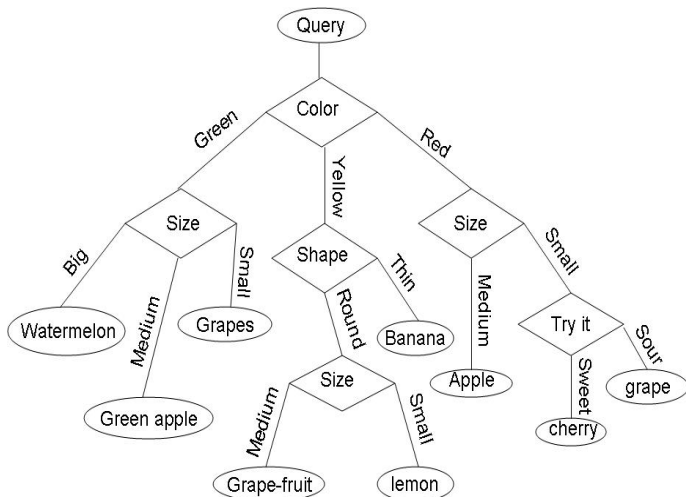 Query
Color
Green
Yellow
Red
Size
Shape
Size
Big
Medium
Small
Round
Thin
Medium
Small
Watermelon
Grapes
Banana
Try it
Green apple
Size
Apple
Sweet
Sour
grape
cherry
Medium
Small
Grape-fruit
lemon